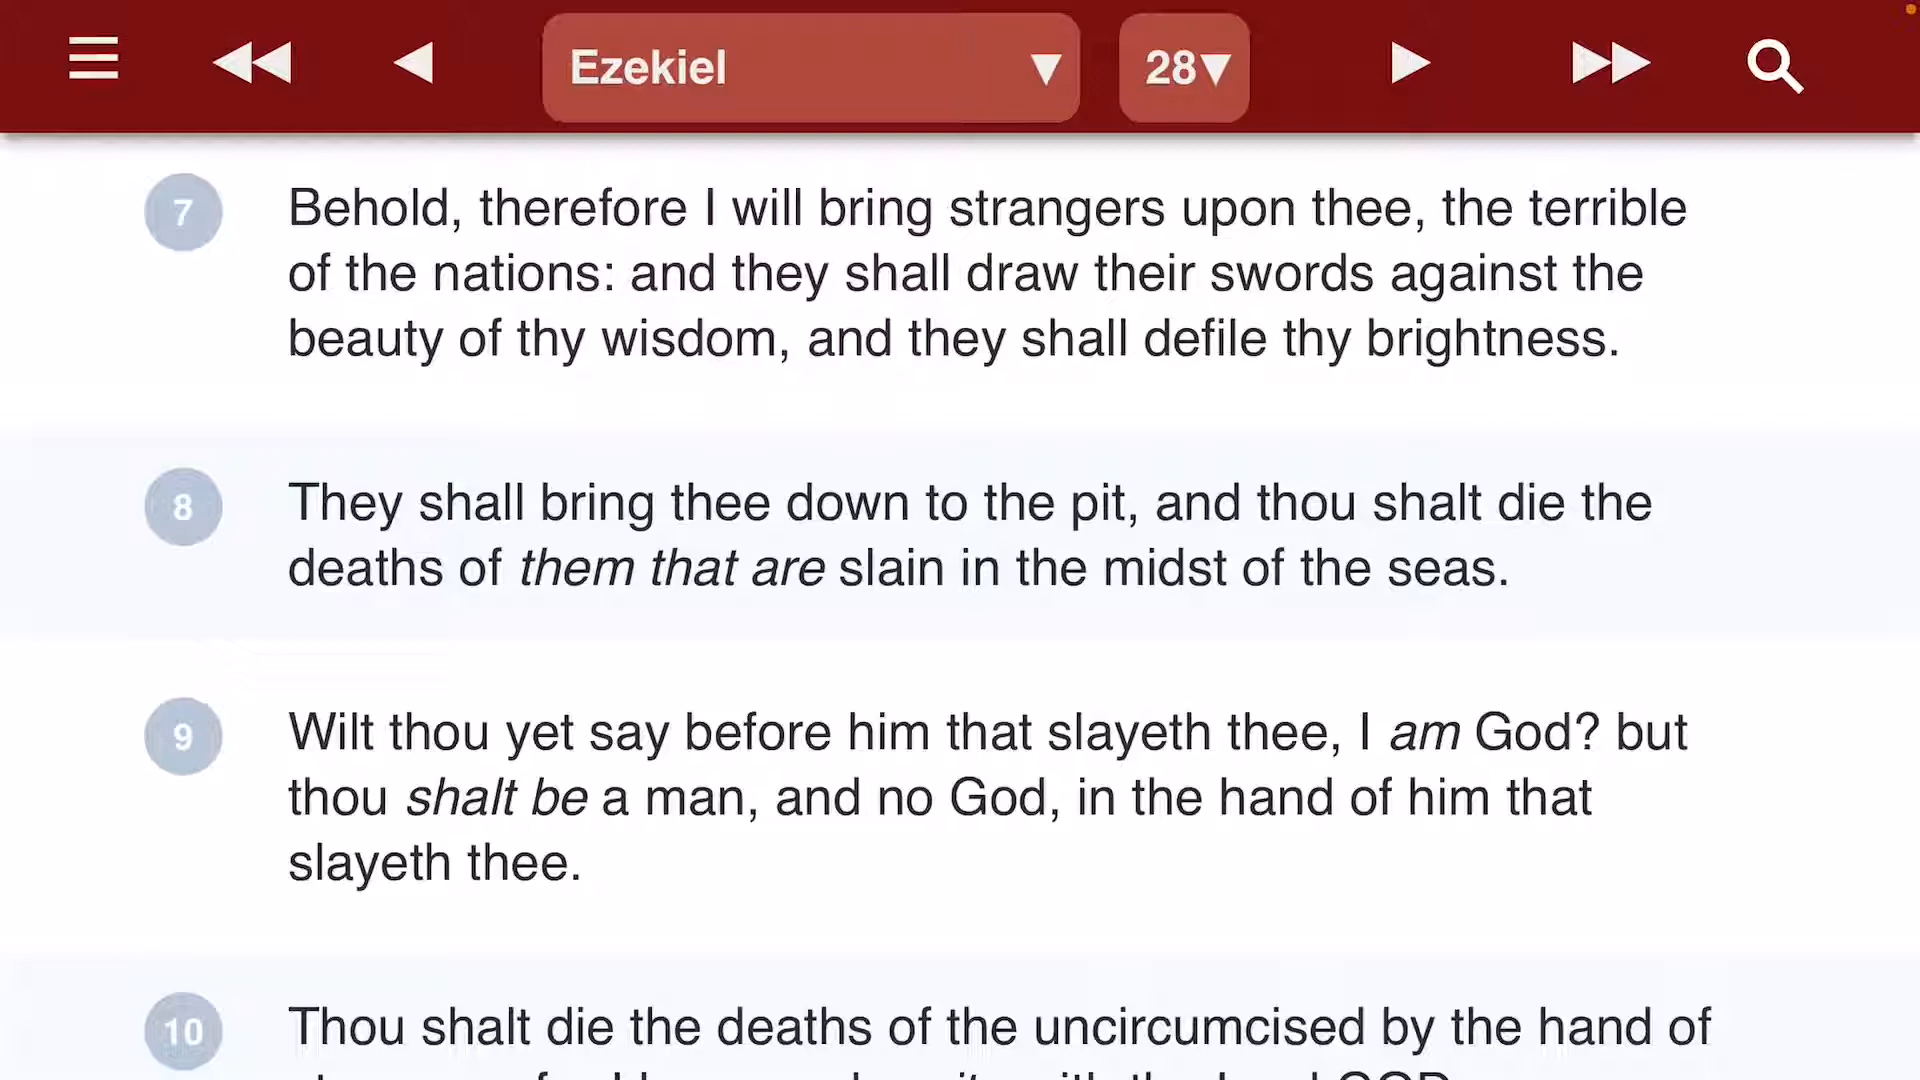 Ezekiel
28
7
Behold, therefore I will bring strangers upon thee, the terrible
of the nations: and they shall draw their swords against the
beauty of thy wisdom, and they shall defile thy brightness.
8
They shall bring thee down to the pit, and thou shalt die the
deaths of them that are slain in the midst of the seas.
9
Wilt thou yet say before him that slayeth thee, I am God? but
thou shalt be a man, and no God, in the hand of him that
slayeth thee.
10
Thou shalt die the deaths of the uncircumcised by the hand of